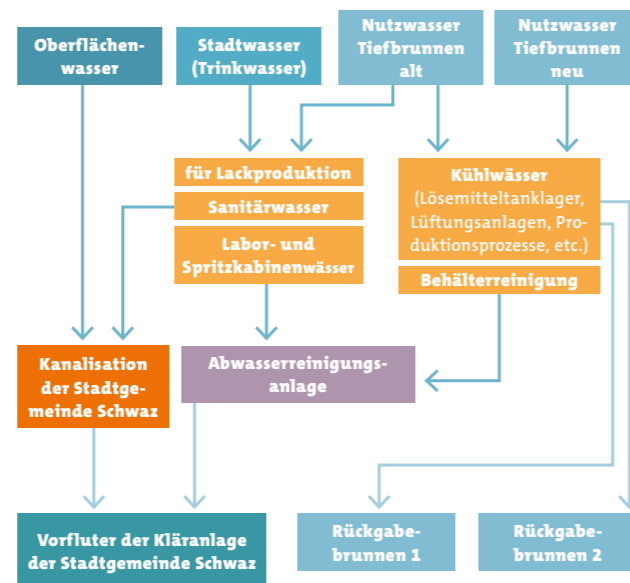 Oberflächen-
wasser
Stadtwasser
(Trinkwasser)
Nutzwasser
Tiefbrunnen
alt
Nutzwasser
Tiefbrunnen
neu
für Lackproduktion
Sanitärwasser
Labor- und
Spritzkabinenwässer
Kühlwässer
(Lösemitteltanklager,
Lüftungsanlagen, Pro-
duktionsprozesse, etc.)
Behälterreinigung
Kanalisation
der Stadtge-
meinde Schwaz
Abwasserreinigungs-
anlage
Vorfluter der Kläranlage
der Stadtgemeinde Schwaz
Rückgabe-
brunnen 1
Rückgabe-
brunnen 2